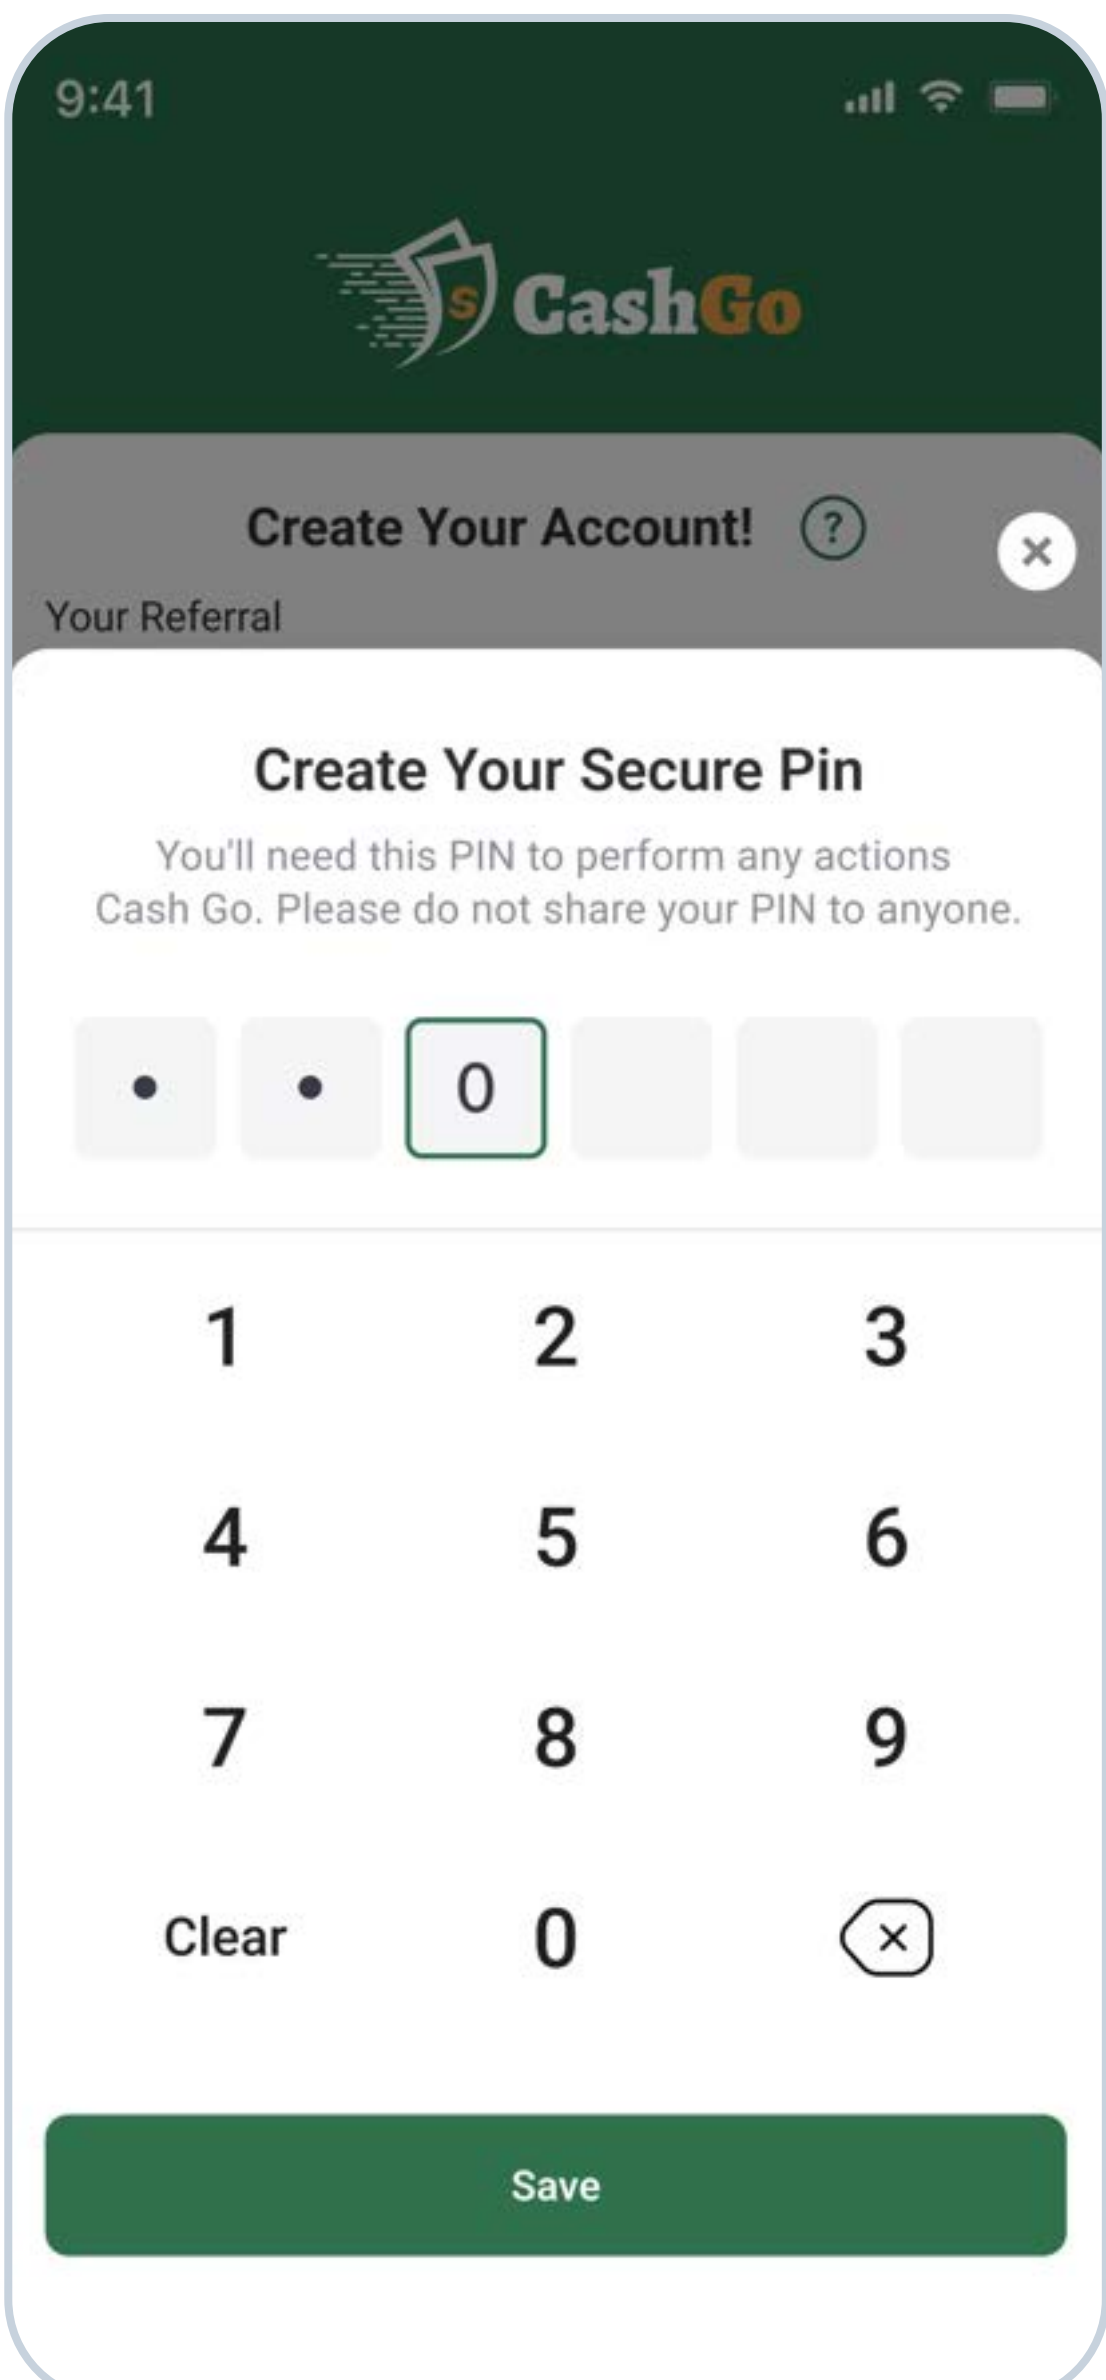 9:41
S CashGo
Create Your Account! ?
Your Referral
Create Your Secure Pin
You'll need this PIN to perform any actions
Cash Go. Please do not share your PIN to anyone.
0
1 2 3
4 5 6
7 8 9
Clear 0
Save